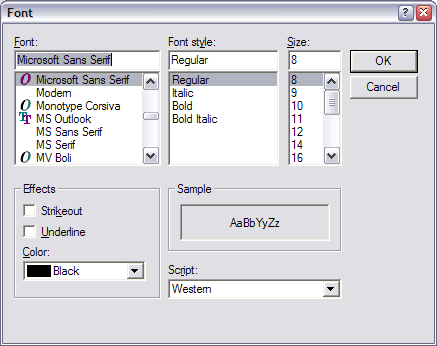 Font
?
Font:
Font style:
Size:
Microsoft Sans Serif
Regular
8
OK
Cancel
O Microsoft Sans Serif
Modern
O Monotype Corsiva
TT MS Outlook
MS Sans Serif
MS Serif
O MV Boli
Regular
Italic
Bold
Bold Italic
8
9
10
11
12
14
16
Effects
Strikeout
Underline
Color:
Black
Sample
AaBbYyZz
Script:
Western